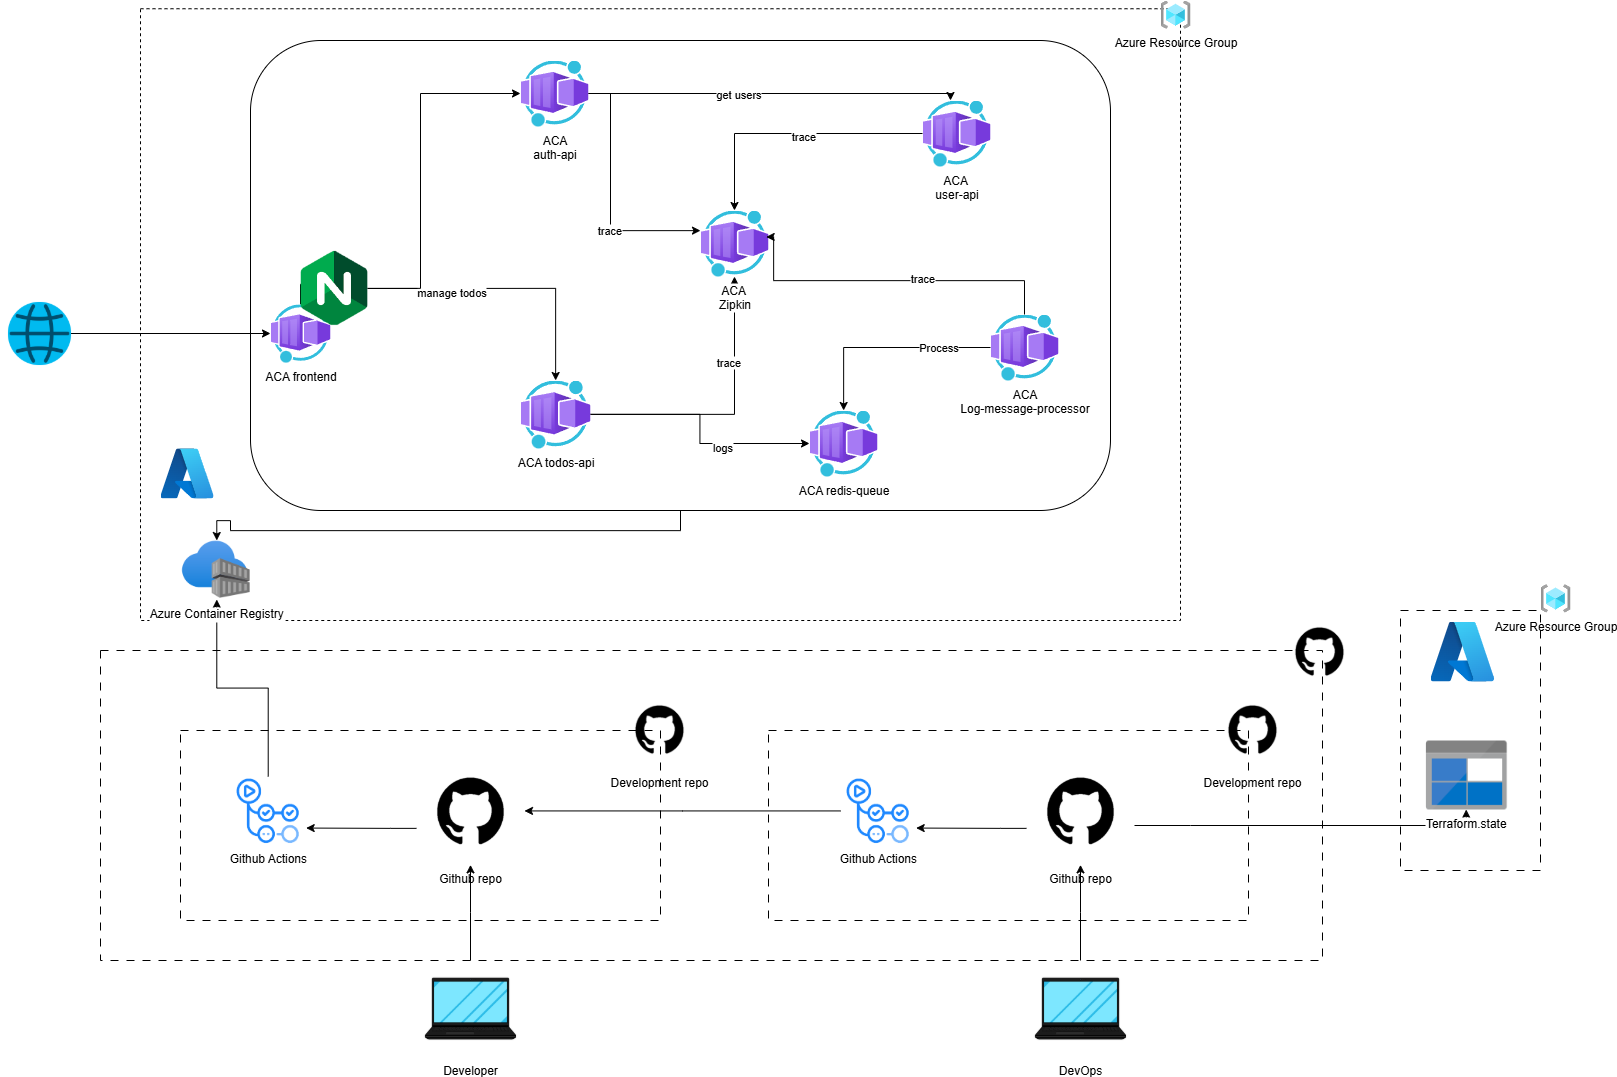 Azure Resource Group
get users
ACA
auth-api
trace
ACA
user-api
trace
ACA
Zipkin
trace
manage todos
N
ACA frontend
trace
Process
ACA
Log-message-processor
logs
ACA todos-api
ACA redis-queue
Azure Container Registry
Azure Resource Group
Development repo
Development repo
Terraform.state
Github Actions
Github repo
Github Actions
Github repo
Developer
DevOps